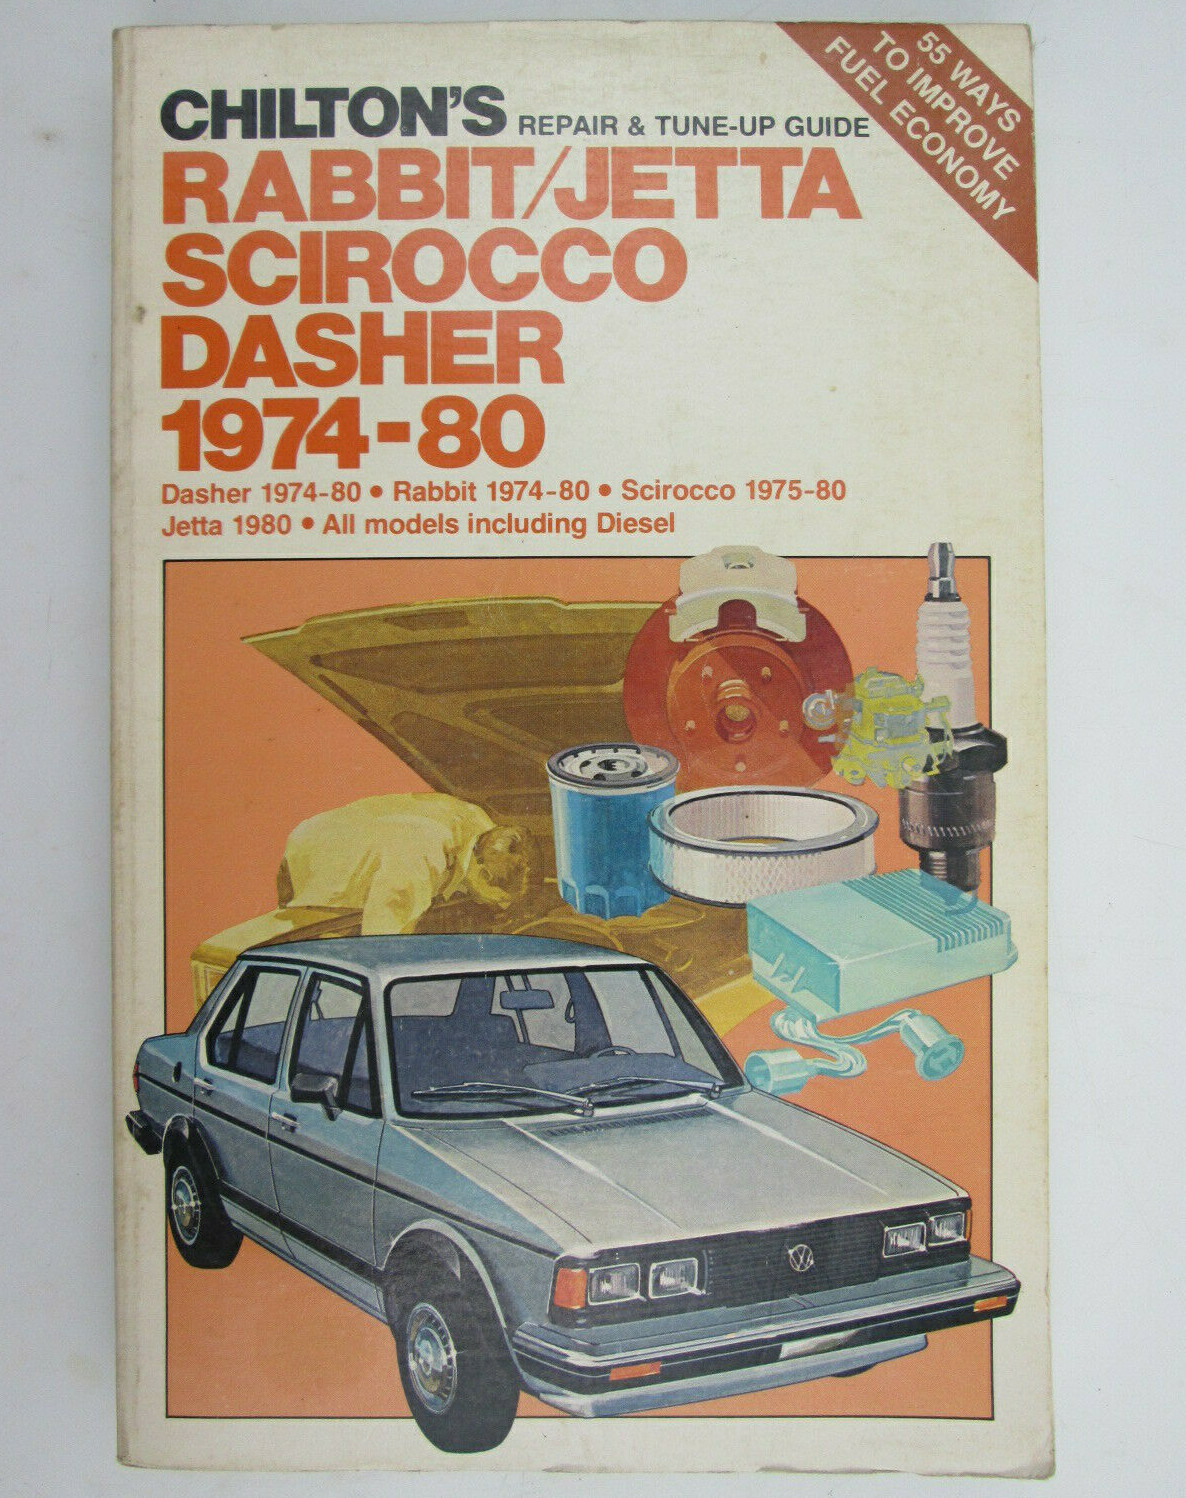 55 WAYS
TO IMPROVE
FUEL ECONOMY
CHILTON'S REPAIR & TUNE-UP GUIDE
RABBIT/JETTA
SCIROCCO
DASHER
1974-80
Dasher 1974-80 • Rabbit 1974-80 • Scirocco 1975-80
Jetta 1980 • All models including Diesel